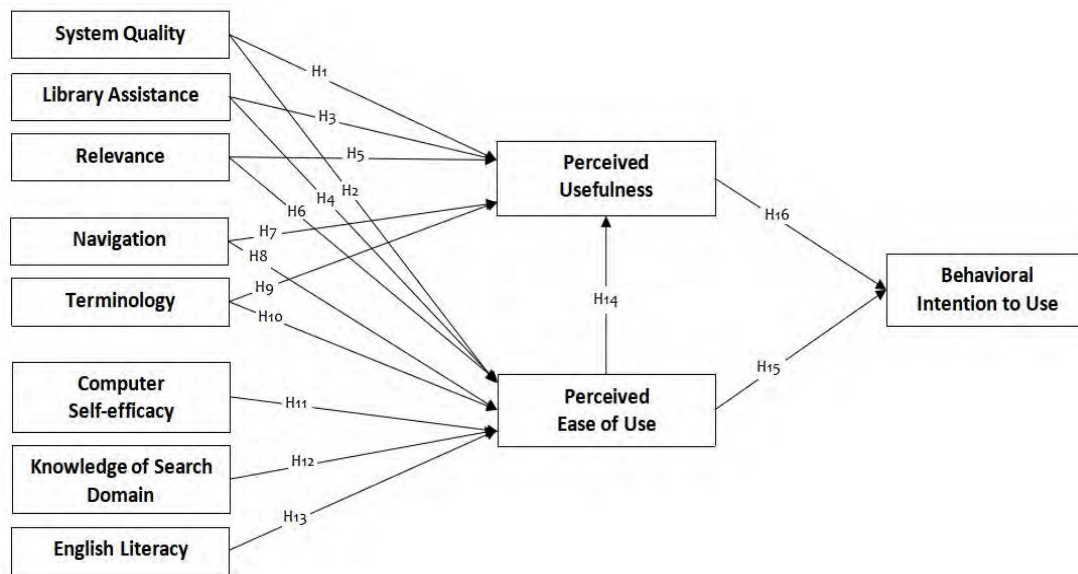 System Quality
H1
Library Assistance
H3
Relevance
H5
Perceived
Usefulness
H2
H4
H6
H16
Navigation
H7
H8
Behavioral
Intention to Use
Terminology
H9
H14
H10
H15
Computer
Self-efficacy
H11
Perceived
Ease of Use
Knowledge of Search
Domain
H12
H13
English Literacy